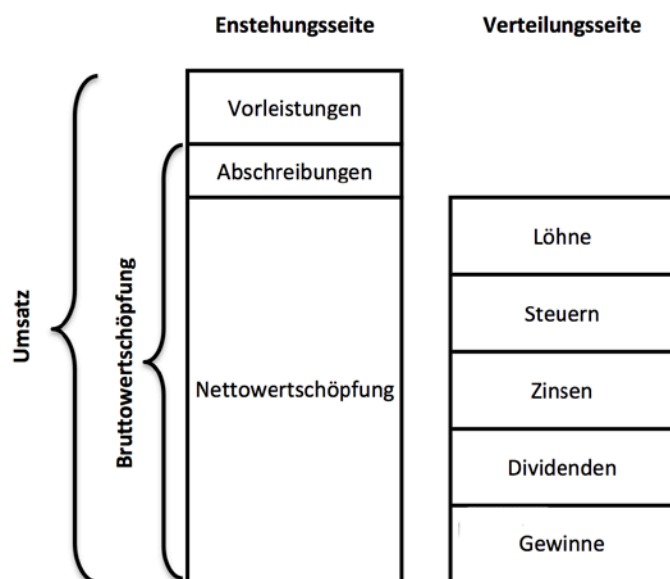 Enstehungsseite
Verteilungsseite
Umsatz
Bruttowertschöpfung
Vorleistungen
Abschreibungen
Nettowertschöpfung
Löhne
Steuern
Zinsen
Dividenden
Gewinne